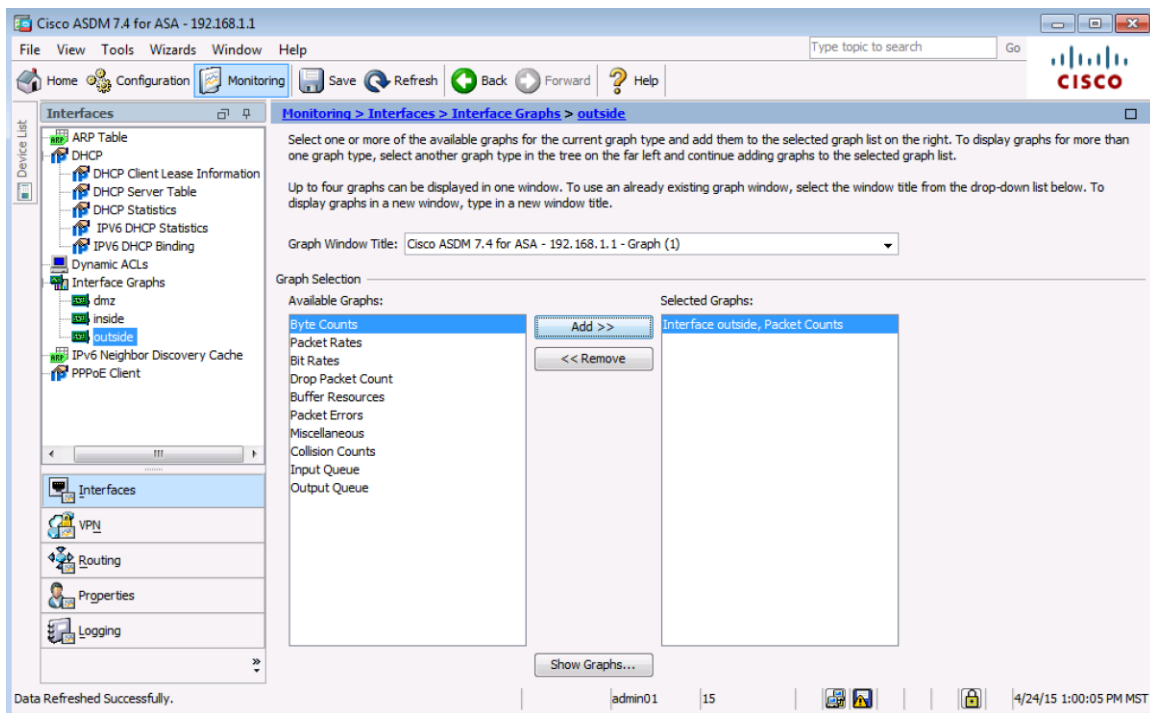 Cisco ASDM 7.4 for ASA - 192.168.1.1
File View Tools Wizards Window Help
Type topic to search
Go
CISCO
Home Configuration Monitoring Save Refresh Back Forward Help
Device List
Interfaces
ARP Table
DHCP
DHCP Client Lease Information
DHCP Server Table
DHCP Statistics
IPV6 DHCP Statistics
IPV6 DHCP Binding
Dynamic ACLs
Interface Graphs
dmz
inside
outside
IPv6 Neighbor Discovery Cache
PPPoE Client
Interfaces
VPN
Routing
Properties
Logging
Monitoring > Interfaces > Interface Graphs > outside
Select one or more of the available graphs for the current graph type and add them to the selected graph list on the right. To display graphs for more than
one graph type, select another graph type in the tree on the far left and continue adding graphs to the selected graph list.
Up to four graphs can be displayed in one window. To use an already existing graph window, select the window title from the drop-down list below. To
display graphs in a new window, type in a new window title.
Graph Window Title: Cisco ASDM 7.4 for ASA - 192.168.1.1 - Graph (1)
Graph Selection
Available Graphs:
Byte Counts
Packet Rates
Bit Rates
Drop Packet Count
Buffer Resources
Packet Errors
Miscellaneous
Collision Counts
Input Queue
Output Queue
Add >>
<< Remove
Selected Graphs:
Interface outside, Packet Counts
Show Graphs...
Data Refreshed Successfully.
admin01
15
4/24/15 1:00:05 PM MST